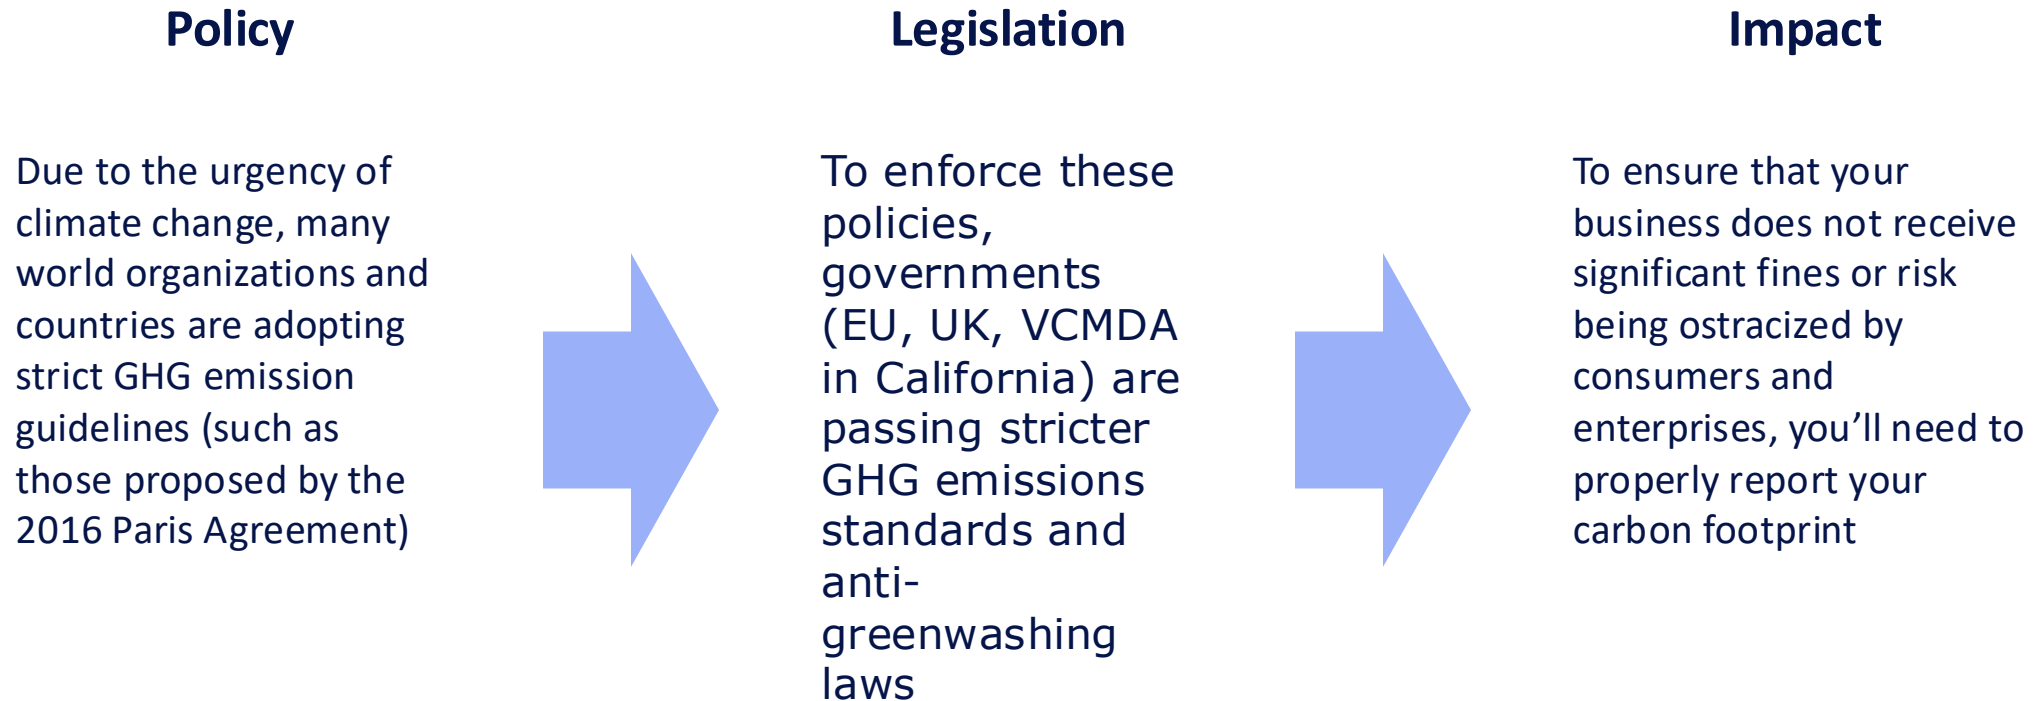 Policy
Due to the urgency of
climate change, many
world organizations and
countries are adopting
strict GHG emission
guidelines (such as
those proposed by the
2016 Paris Agreement)
Legislation
To enforce these
policies,
governments
(EU, UK, VCMDA
in California) are
passing stricter
GHG emissions
standards and
anti-
greenwashing
laws
Impact
To ensure that your
business does not receive
significant fines or risk
being ostracized by
consumers and
enterprises, you’ll need to
properly report your
carbon footprint